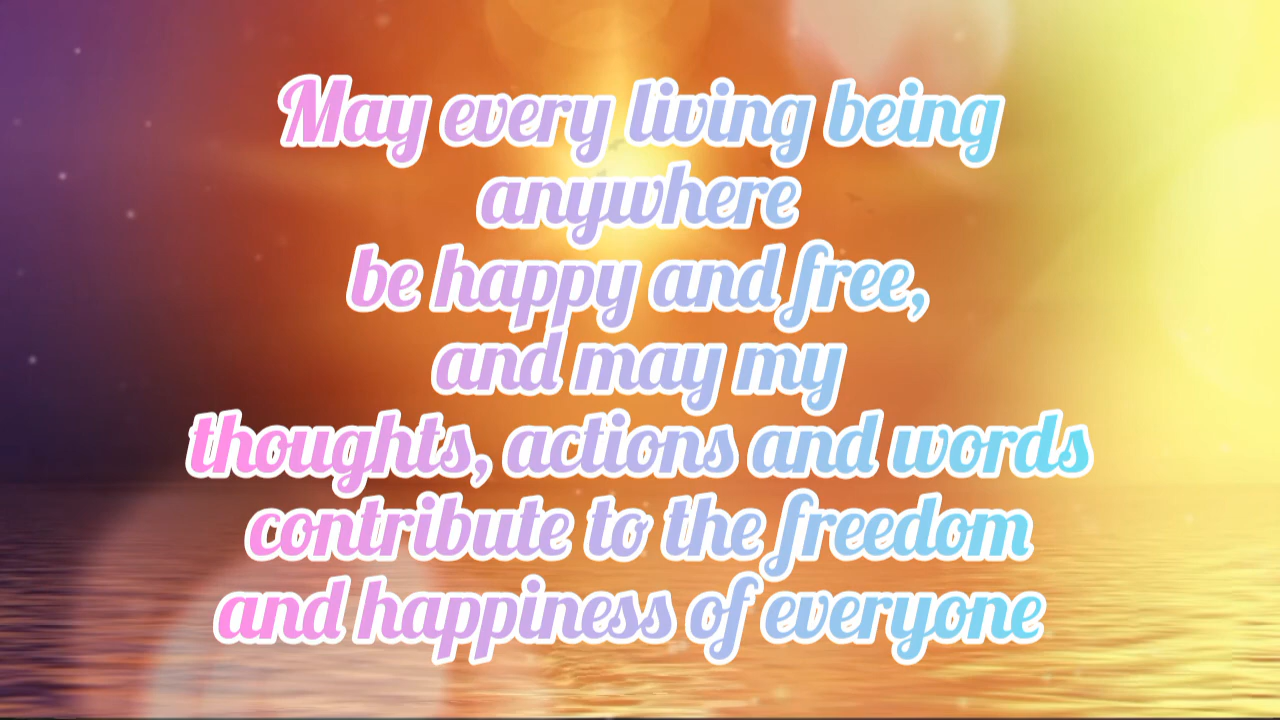 May every living being
anywhere
be happy and free,
and may my
thoughts, actions and words
contribute to the freedom
and happiness of everyone